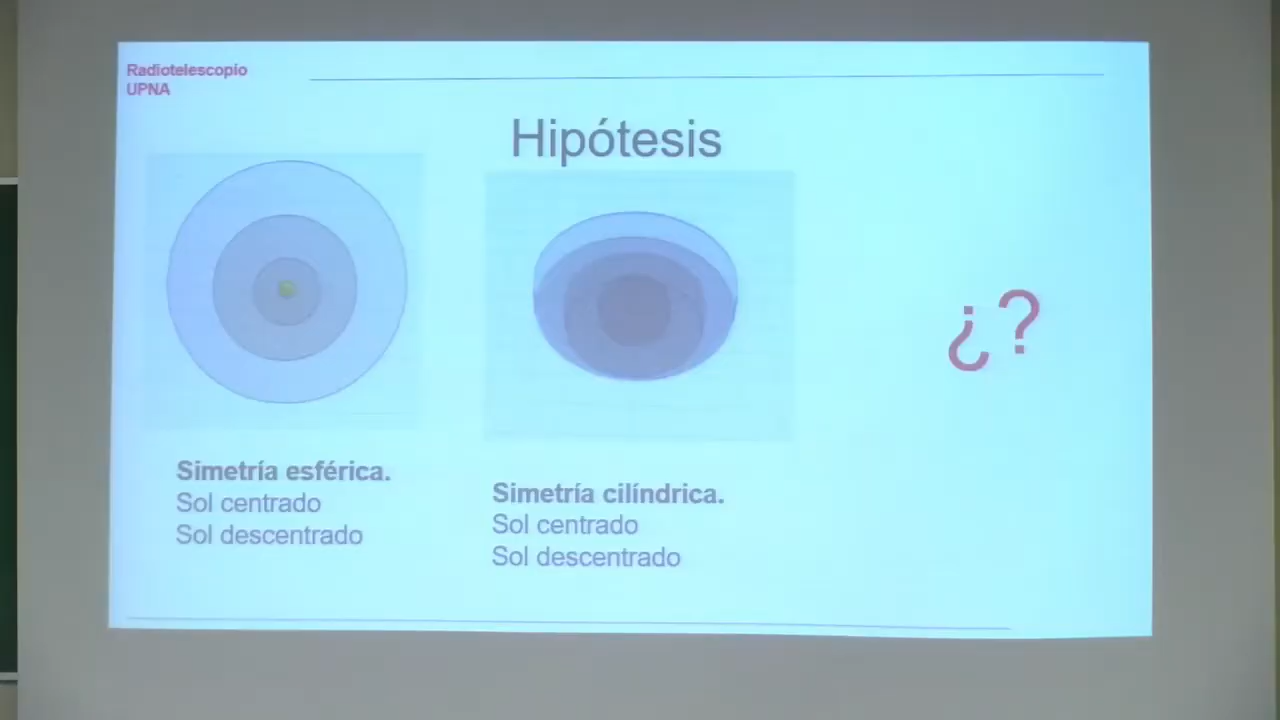 Radiotelescopio
UPNA
Hipótesis
¿?
Simetría esférica.
Sol centrado
Sol descentrado
Simetría cilíndrica.
Sol centrado
Sol descentrado